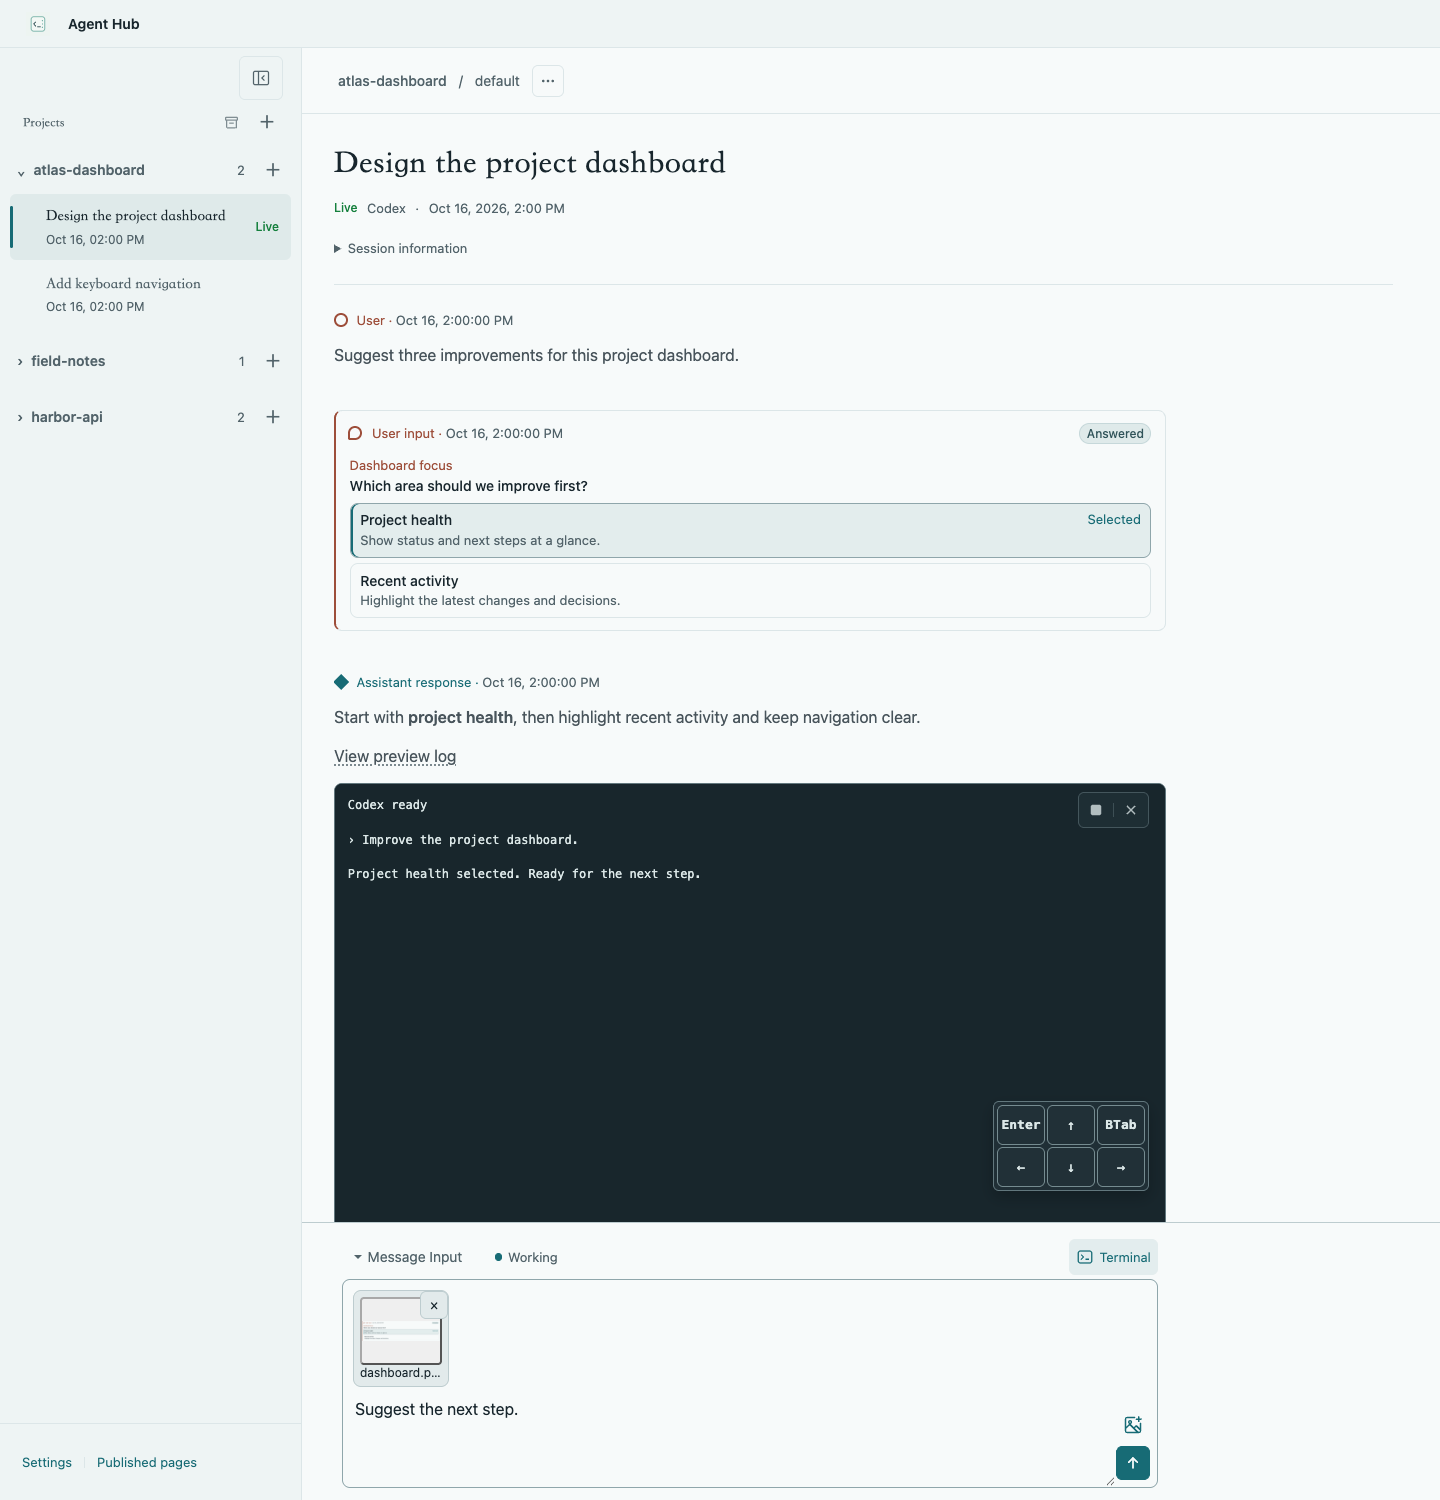 Agent Hub
Projects
atlas-dashboard 2
Design the project dashboard
Oct 16, 02:00 PM
Live
Add keyboard navigation
Oct 16, 02:00 PM
field-notes 1
harbor-api 2
Settings
Published pages
atlas-dashboard / default
Design the project dashboard
Live Codex · Oct 16, 2026, 2:00 PM
Session information
User · Oct 16, 2:00:00 PM
Suggest three improvements for this project dashboard.
User input · Oct 16, 2:00:00 PM
Answered
Dashboard focus
Which area should we improve first?
Project health
Selected
Show status and next steps at a glance.
Recent activity
Highlight the latest changes and decisions.
Assistant response · Oct 16, 2:00:00 PM
Start with project health, then highlight recent activity and keep navigation clear.
View preview log
Codex ready
› Improve the project dashboard.
Project health selected. Ready for the next step.
Enter ↑ BTab
← ↓ →
Message Input
Working
Terminal
dashboard.p...
Suggest the next step.